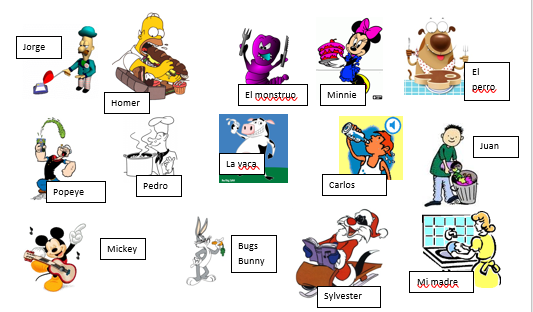 Jorge
Homer
El monstruo
Minnie
El
perro
Popeye
Pedro
La vaca
Carlos
Juan
Mickey
Bugs
Bunny
Sylvester
Mi madre